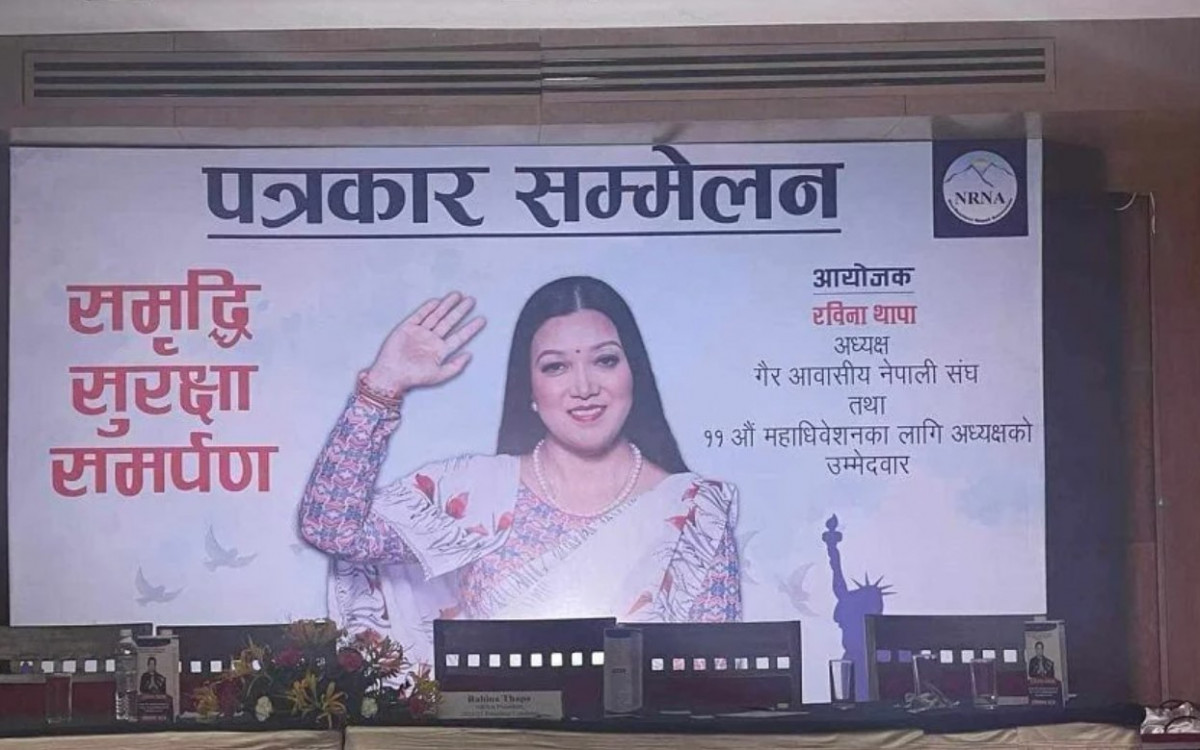 पत्रकार सम्मेलन
NRNA
समृद्धि
सुरक्षा
समर्पण
आयोजक
रविना थापा
अध्यक्ष
गैर आवासीय नेपाली संघ
तथा
११ औं महाधिवेशनका लागि अध्यक्षको
उम्मेदवार
Rabina Thapa